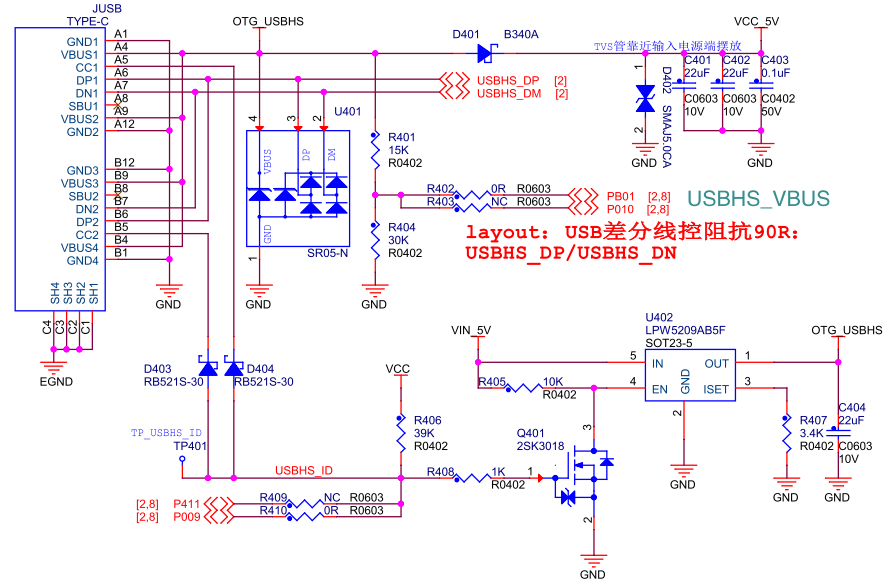 JUSB
TYPE-C
OTG_USBHS
D401 B340A
VCC_5V
TVS管靠近输入电源端摆放
GND1 A1
VBUS1 A4
CC1 A5
DP1 A6
DN1 A7
SBU1 A8
VBUS2 A9
GND2 A12
GND3 B12
VBUS3 B9
SBU2 B8
DN2 B7
DP2 B6
CC2 B5
VBUS4 B4
GND4 B1
SH4 SH3 SH2 SH1
C4 C3 C2 C1
EGND
USBHS_DP [2]
USBHS_DM [2]
U401
4 3 2
VBUS DP DM
GND
SR05-N
1
GND
GND
R401
15K
R0402
R404
30K
R0402
GND
1
D402 SMAJ5.0CA
2
GND
C401
22uF
C0603
10V
C402
22uF
C0603
10V
C403
0.1uF
C0402
50V
GND
R402 0R R0603
R403 NC R0603
PB01 [2,8]
P010 [2,8]
USBHS_VBUS
layout: USB差分线控阻抗90R:
USBHS_DP/USBHS_DN
D403
RB521S-30
D404
RB521S-30
VCC
R406
39K
R0402
TP_USBHS_ID
TP401
USBHS_ID
[2,8] P411
[2,8] P009
R409 NC R0603
R410 0R R0603
R408 1K
R0402
Q401
2SK3018
3
1
2
GND
VIN_5V
R405 10K
R0402
U402
LPW5209AB5F
SOT23-5
5 IN OUT 1
4 EN ISET 3
GND
2
GND
OTG_USBHS
R407
3.4K
R0402
GND
C404
22uF
C0603
10V
GND